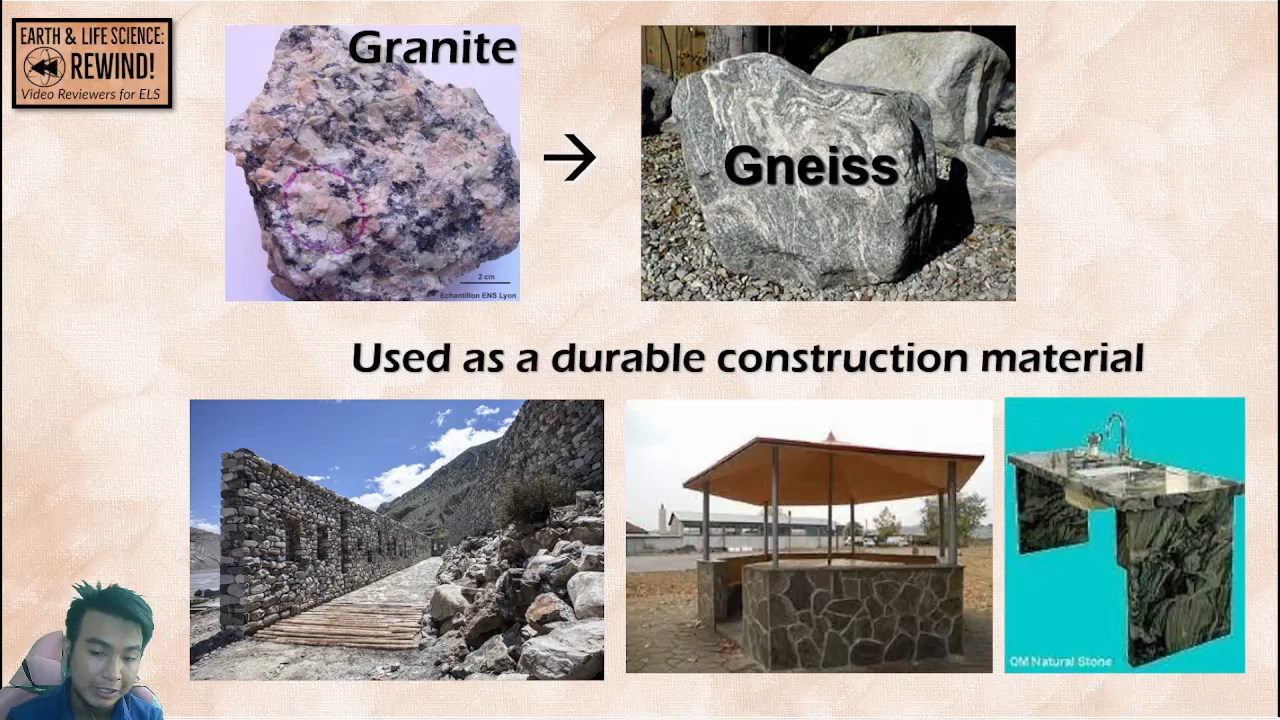 EARTH & LIFE SCIENCE:
REWIND!
Video Reviewers for ELS
Granite
2 cm
Echantillon ENS Lyon
Gneiss
Used as a durable construction material
QM Natural Stone